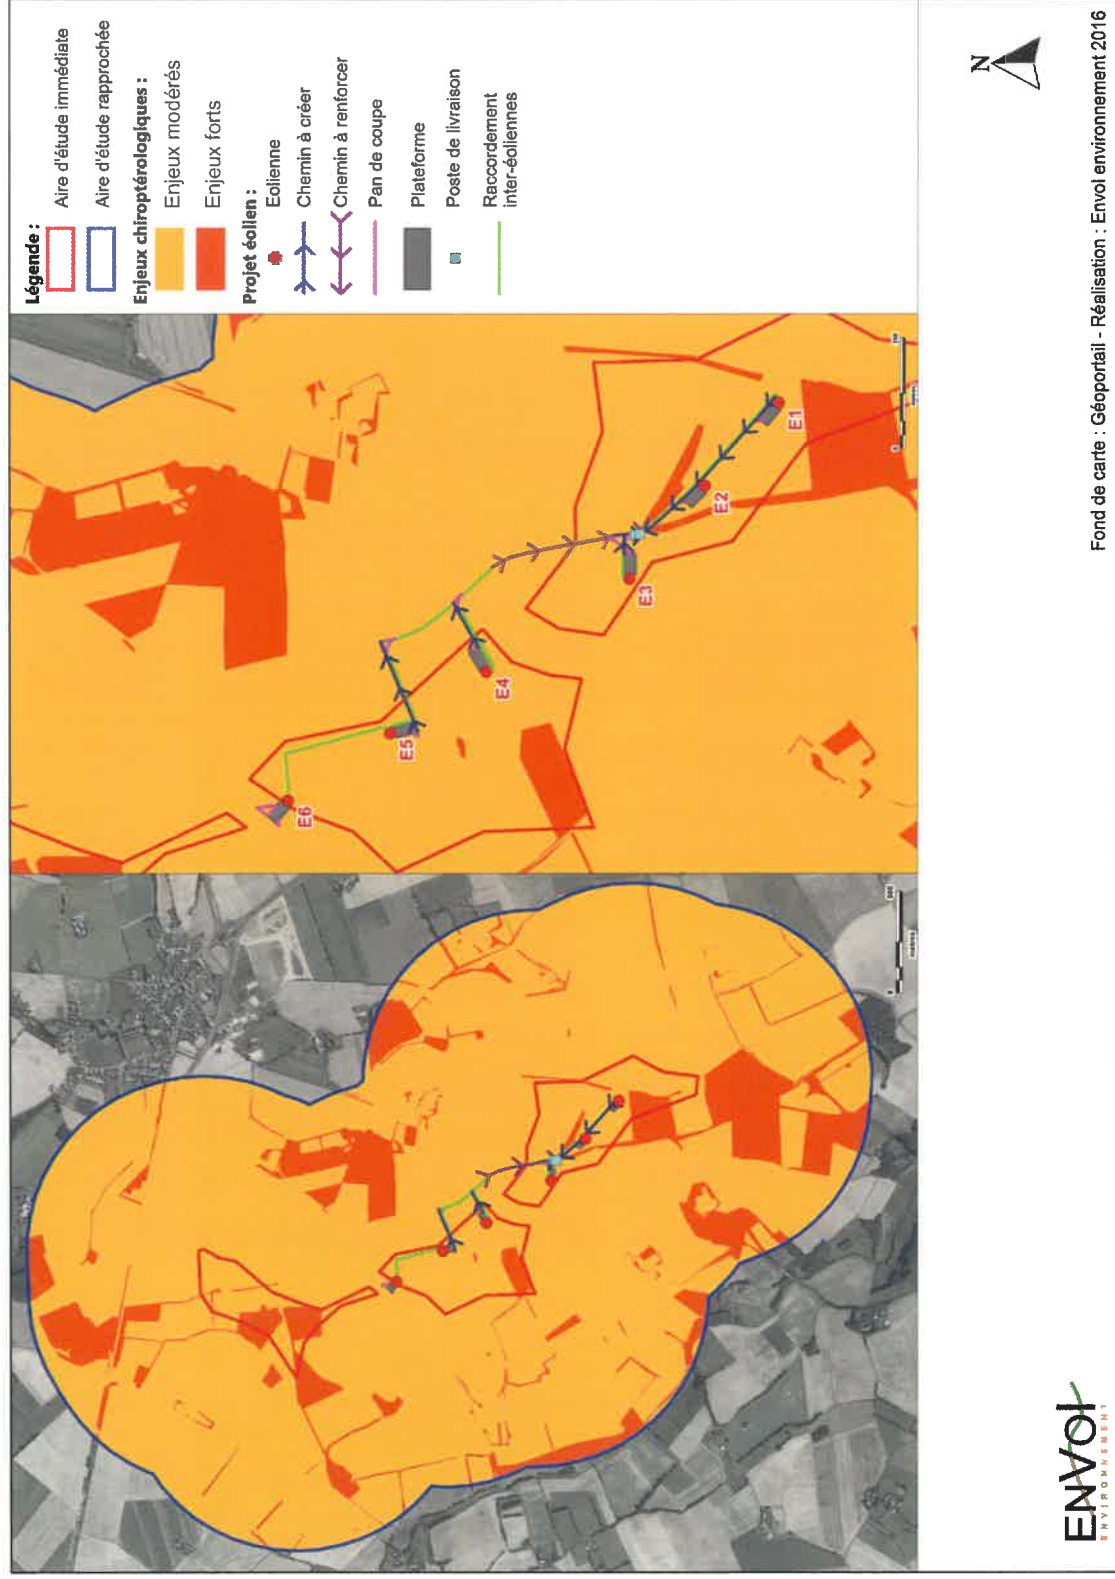 Légende :
Aire d'étude immédiate
Aire d'étude rapprochée
Enjeux chiroptérologiques :
Enjeux modérés
Enjeux forts
Projet éolien :
Eolienne
Chemin à créer
Chemin à renforcer
Pan de coupe
Plateforme
Poste de livraison
Raccordement
inter-éoliennes
E6
E5
E4
E3
E2
E1
N
ENVOL
ENVIRONNEMENT
Fond de carte : Géoportail - Réalisation : Envol environnement 2016